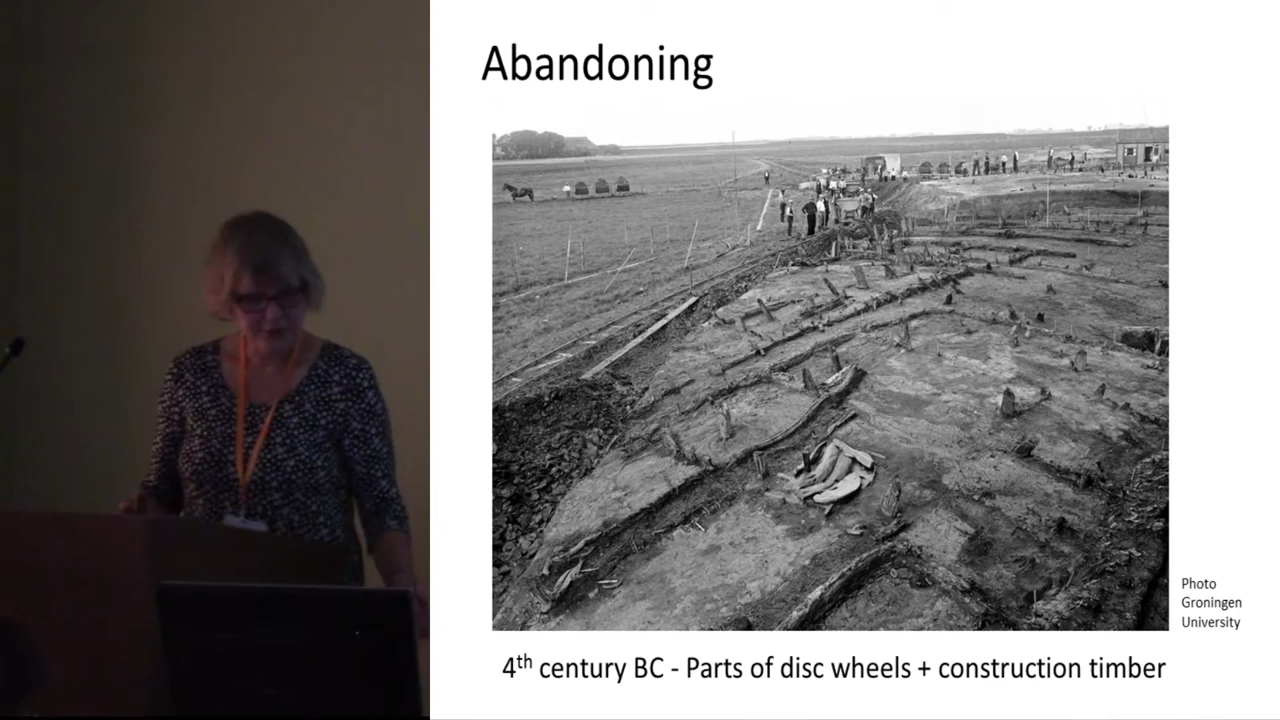 Abandoning
Photo
Groningen
University
4th century BC - Parts of disc wheels + construction timber